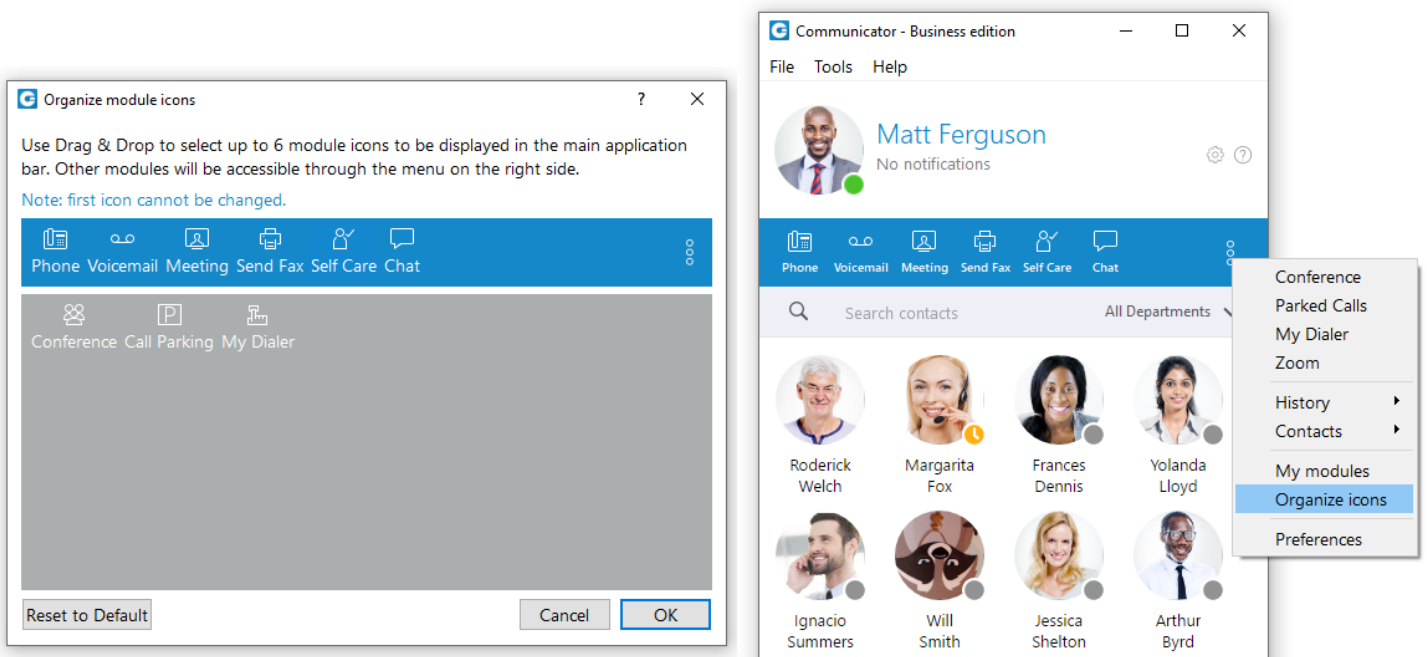 Organize module icons
?
Use Drag & Drop to select up to 6 module icons to be displayed in the main application
bar. Other modules will be accessible through the menu on the right side.
Note: first icon cannot be changed.
Phone Voicemail Meeting Send Fax Self Care Chat
P
Conference Call Parking My Dialer
Reset to Default Cancel OK
Communicator - Business edition
File Tools Help
Matt Ferguson
No notifications
?
Phone Voicemail Meeting Send Fax Self Care Chat
Search contacts All Departments
Roderick Margarita Frances Yolanda
Welch Fox Dennis Lloyd
Ignacio Will Jessica Arthur
Summers Smith Shelton Byrd
Conference
Parked Calls
My Dialer
Zoom
History
Contacts
My modules
Organize icons
Preferences